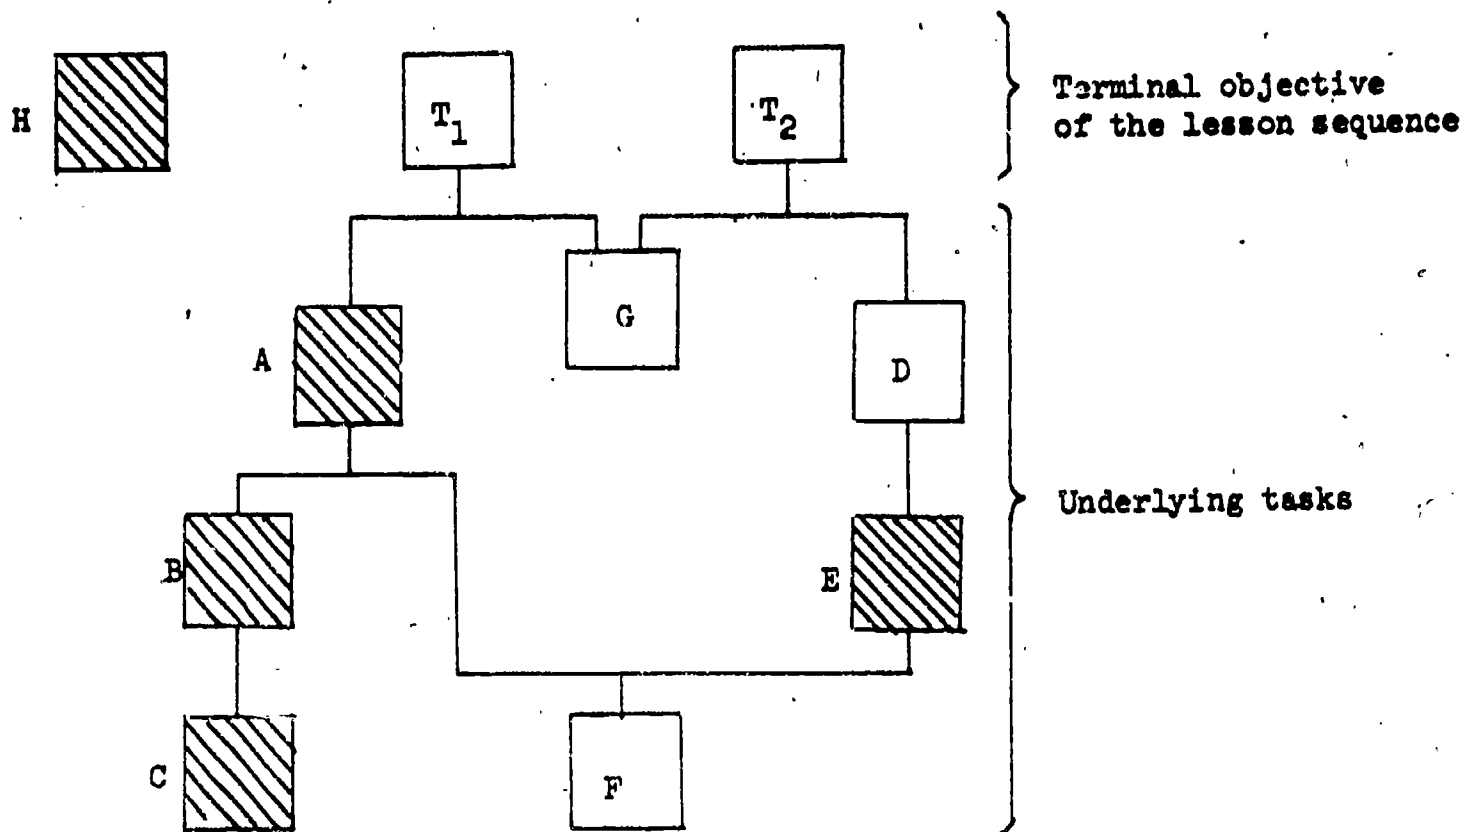 H
T1
T2
Terminal objective
of the lesson sequence
A
G
D
B
E
Underlying tasks
C
F